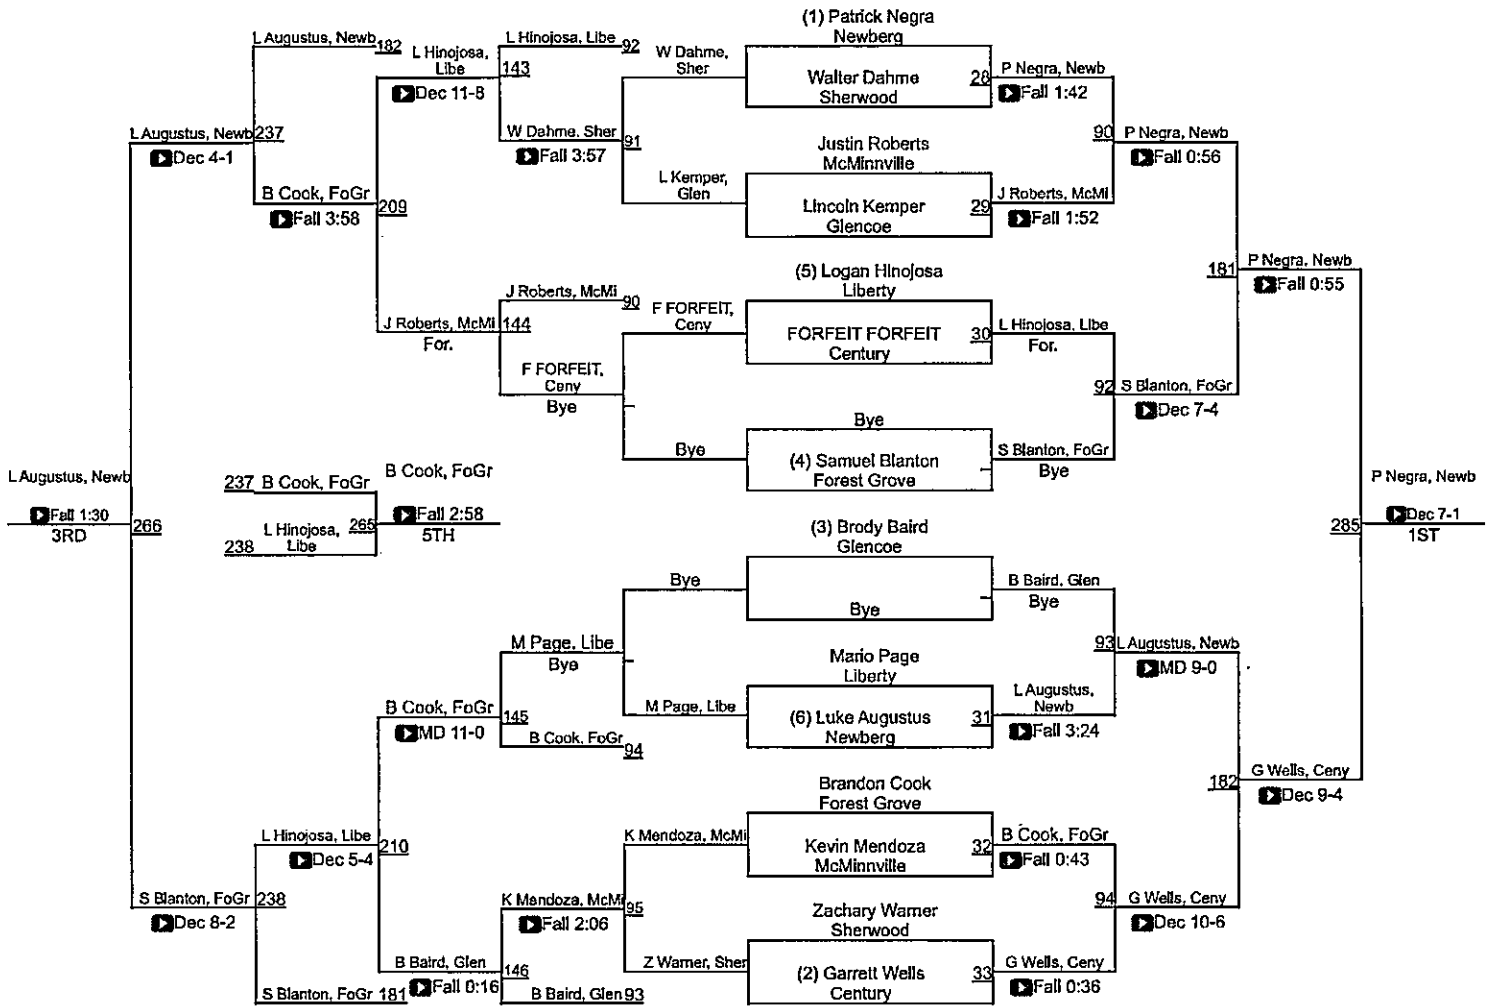 (1) Patrick Negra
Newberg
L Augustus, Newb 182
L Hinojosa,
Libe
L Hinojosa, Libe 92
143
Dec 11-8
W Dahme,
Sher
Walter Dahme
Sherwood
28
P Negra, Newb
Fall 1:42
L Augustus, Newb 237
Dec 4-1
W Dahme, Sher
Fall 3:57
91
Justin Roberts
McMinnville
90
P Negra, Newb
Fall 0:56
B Cook, FoGr
Fall 3:58
209
L Kemper,
Glen
Lincoln Kemper
Glencoe
29
J Roberts, McMi
Fall 1:52
(5) Logan Hinojosa
Liberty
181
P Negra, Newb
Fall 0:55
J Roberts, McMi 90
J Roberts, McMi 144
For.
F FORFEIT,
Ceny
FORFEIT FORFEIT
Century
30
L Hinojosa, Libe
For.
F FORFEIT,
Ceny
Bye
92
S Blanton, FoGr
Dec 7-4
Bye
Bye
(4) Samuel Blanton
Forest Grove
S Blanton, FoGr
Bye
L Augustus, Newb
Fall 1:30
3RD
266
237 B Cook, FoGr
B Cook, FoGr
L Hinojosa,
Libe
238
265
Fall 2:58
5TH
P Negra, Newb
285
Dec 7-1
1ST
(3) Brody Baird
Glencoe
Bye
Bye
B Baird, Glen
Bye
M Page, Libe
Bye
Mario Page
Liberty
93
L Augustus, Newb
MD 9-0
B Cook, FoGr
MD 11-0
145
M Page, Libe
(6) Luke Augustus
Newberg
31
L Augustus,
Newb
Fall 3:24
B Cook, FoGr 94
Brandon Cook
Forest Grove
182
G Wells, Ceny
Dec 9-4
L Hinojosa, Libe
Dec 5-4
210
K Mendoza, McMi
Kevin Mendoza
McMinnville
32
B Cook, FoGr
Fall 0:43
S Blanton, FoGr 238
Dec 8-2
K Mendoza, McMi
Fall 2:06
95
Zachary Warner
Sherwood
94
G Wells, Ceny
Dec 10-6
B Baird, Glen
Fall 0:16
146
Z Warner, Sher
(2) Garrett Wells
Century
33
G Wells, Ceny
Fall 0:36
S Blanton, FoGr 181
B Baird, Glen 93